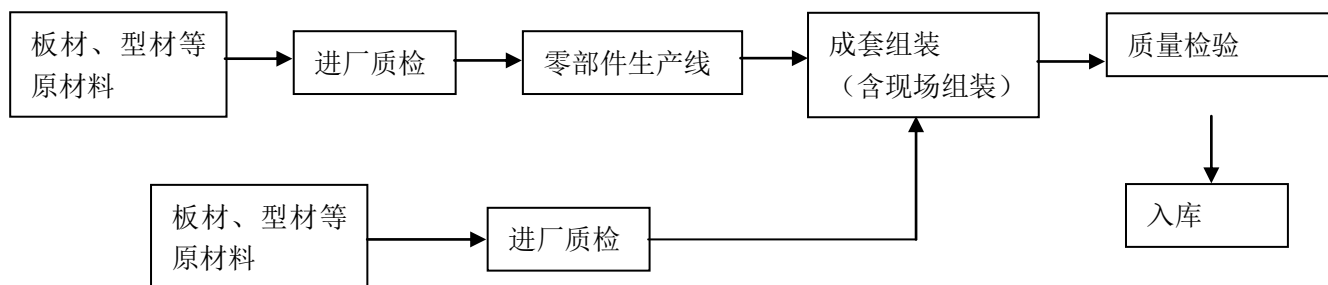 板材、型材等
原材料
进厂质检
零部件生产线
成套组装
（含现场组装）
质量检验
入库
板材、型材等
原材料
进厂质检